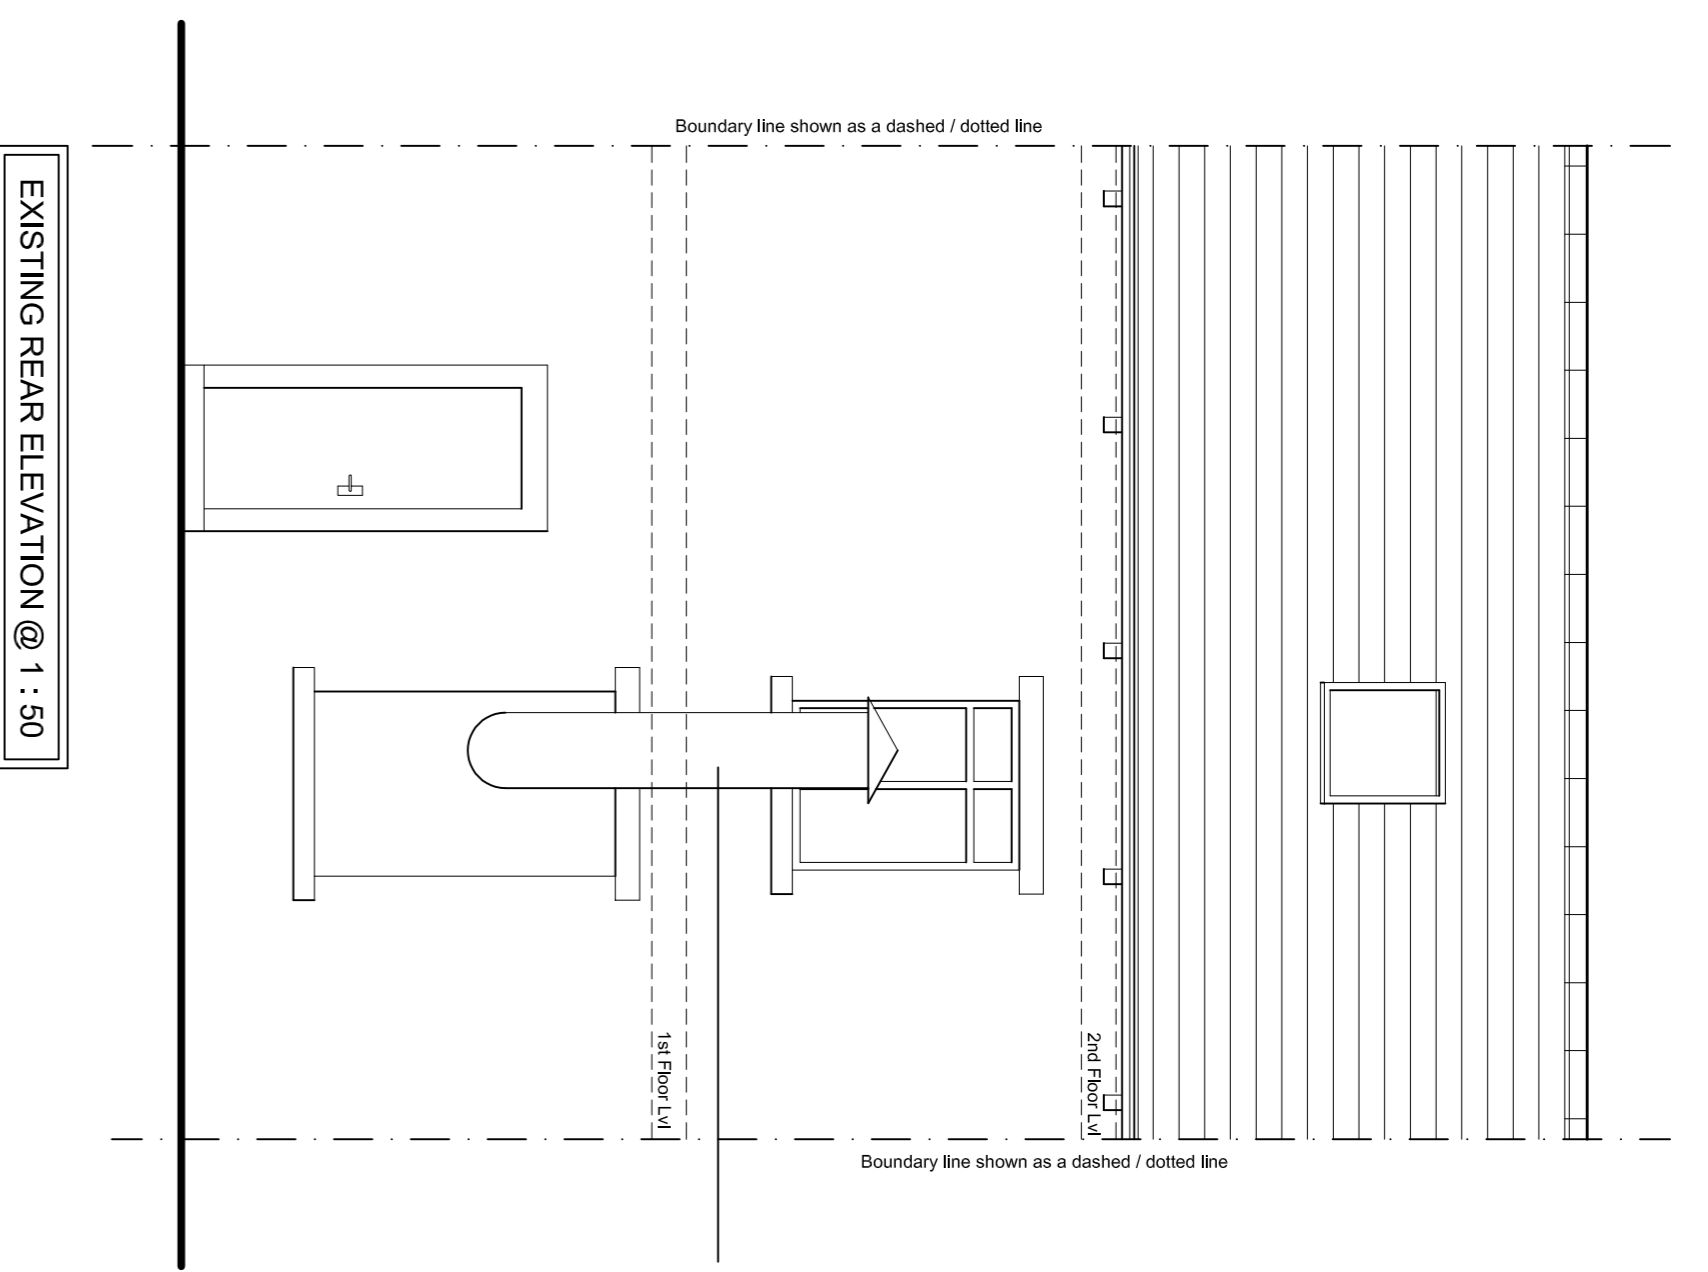 Boundary line shown as a dashed / dotted line
EXISTING REAR ELEVATION @ 1 : 50
1st Floor Lvl
2nd Floor Lvl
Boundary line shown as a dashed / dotted line